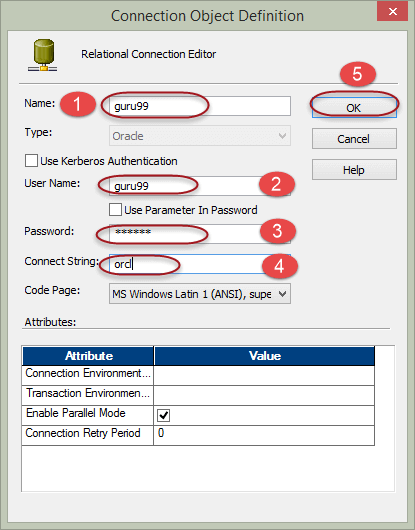 Connection Object Definition
Relational Connection Editor
Name: 1 guru99 5
OK
Type: Oracle
Cancel
Use Kerberos Authentication
Help
User Name: guru99 2
Use Parameter In Password
Password: ****** 3
Connect String: orcl 4
Code Page: MS Windows Latin 1 (ANSI), supe
Attributes:
Attribute Value
Connection Environment...
Transaction Environmen...
Enable Parallel Mode
Connection Retry Period 0